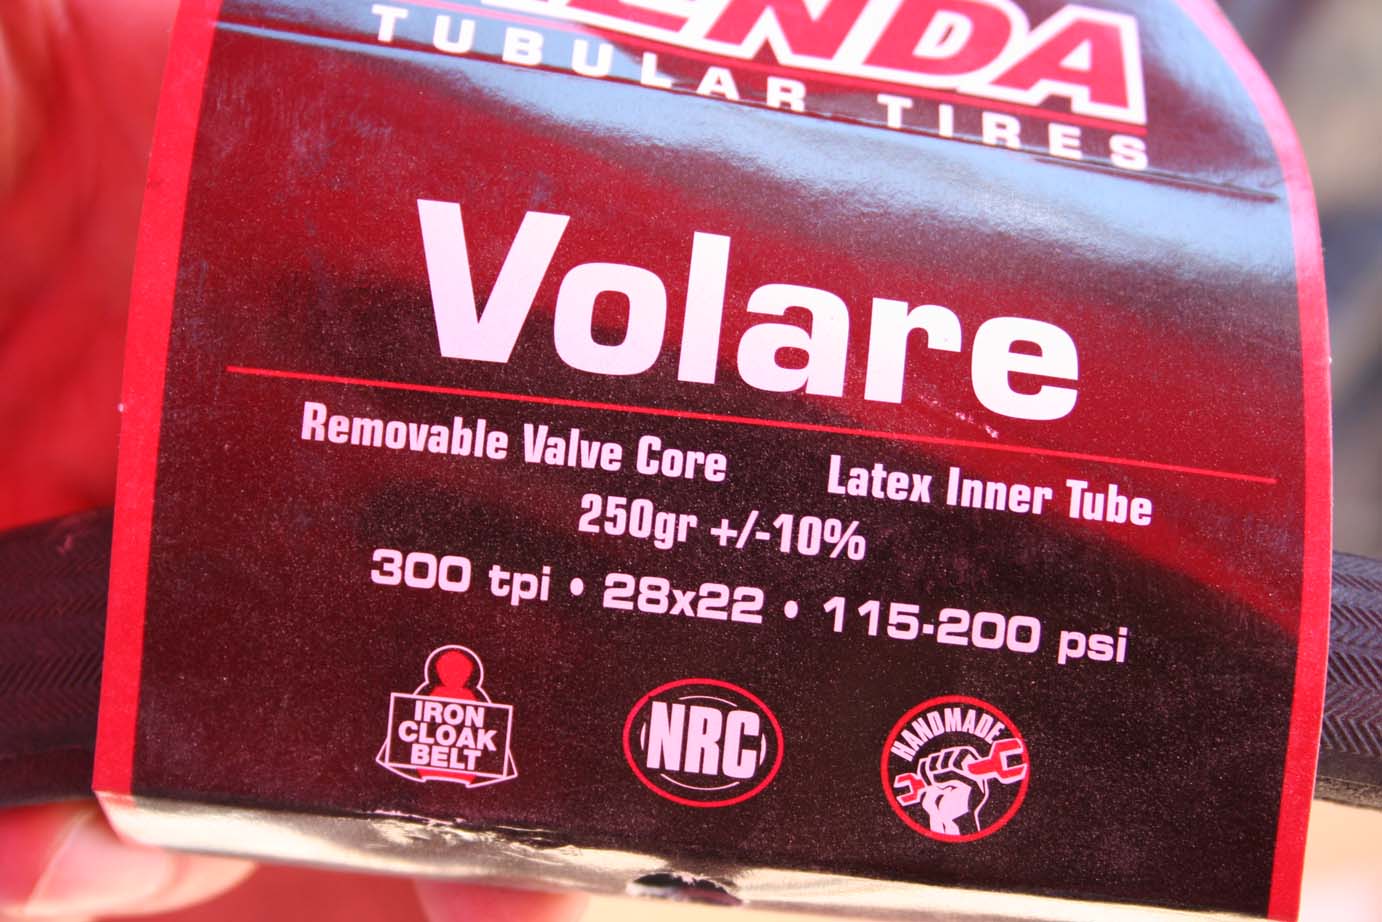 TUBULAR TIRES
Volare
Removable Valve Core Latex Inner Tube
250gr +/-10%
300 tpi • 28x22 • 115-200 psi
IRON
CLOAK
BELT
NRC
HANDMADE